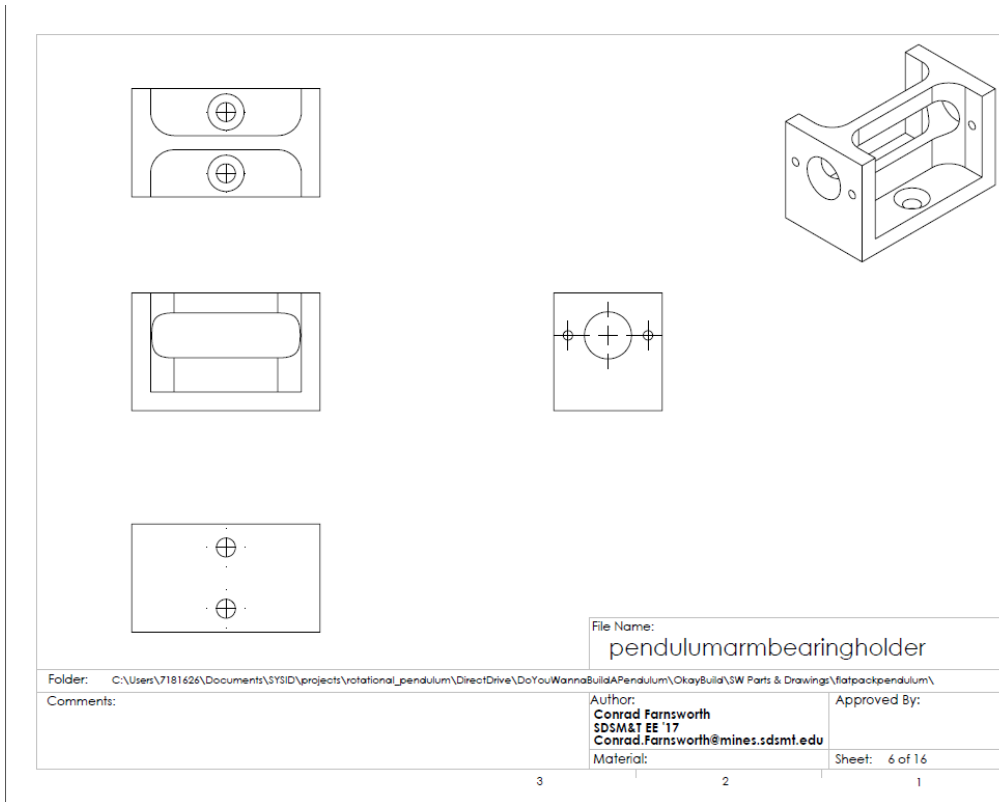 File Name:
pendulumarmbearingholder
Folder: C:\Users\7181626\Documents\SYSID\projects\rotational_pendulum\DirectDrive\DoYouWannaBuildAPendulum\OkayBuild\SW Parts & Drawings\flatpackpendulum\
Comments:
Author:
Conrad Farnsworth
SDSM&T EE '17
Conrad.Farnsworth@mines.sdsmt.edu
Approved By:
Material:
Sheet: 6 of 16
3 2 1